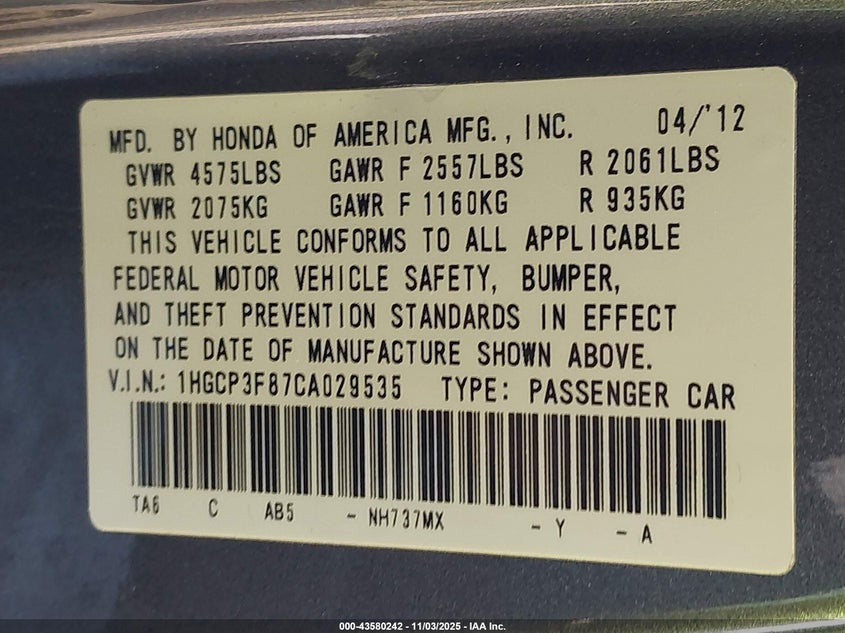 MFD. BY HONDA OF AMERICA MFG., INC. 04/'12
GVWR 4575LBS GAWR F 2557LBS R 2061LBS
GVWR 2075KG GAWR F 1160KG R 935KG
THIS VEHICLE CONFORMS TO ALL APPLICABLE
FEDERAL MOTOR VEHICLE SAFETY, BUMPER,
AND THEFT PREVENTION STANDARDS IN EFFECT
ON THE DATE OF MANUFACTURE SHOWN ABOVE.
V.I.N.: 1HGCP3F87CA029535 TYPE: PASSENGER CAR
TA6 C AB5 - NH737MX - Y - A
000-43580242 - 11/03/2025 - IAA Inc.